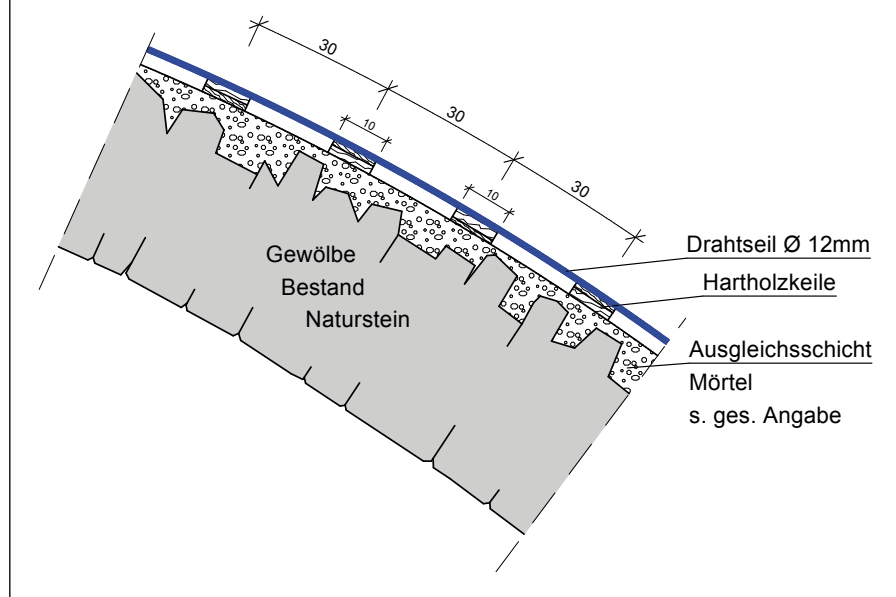 30
30
30
10
10
Drahtseil Ø 12mm
Hartholzkeile
Gewölbe
Bestand
Naturstein
Ausgleichsschicht
Mörtel
s. ges. Angabe